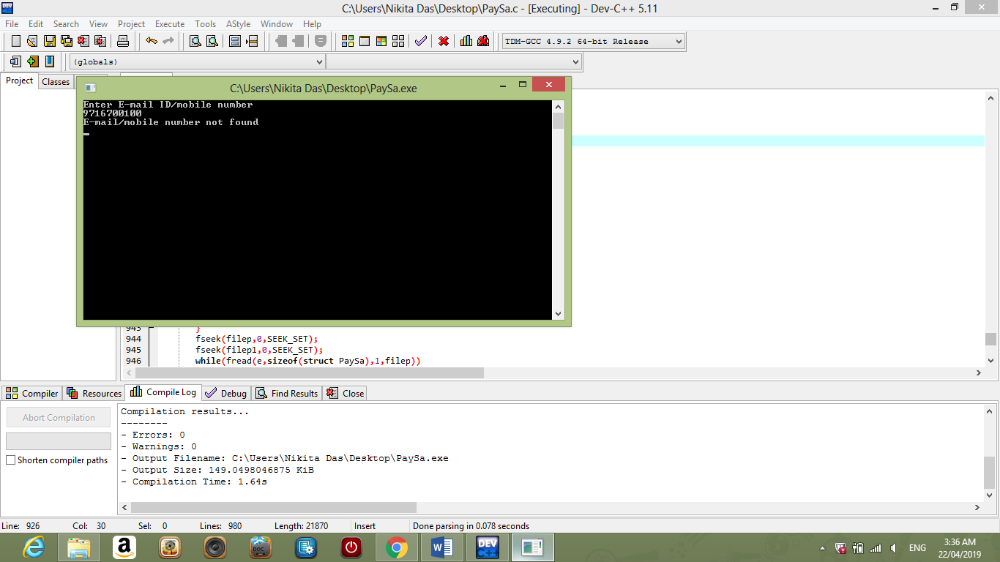 C:\Users\Nikita Das\Desktop\PaySa.c - [Executing] - Dev-C++ 5.11
File Edit Search View Project Execute Tools AStyle Window Help
TDM-GCC 4.9.2 64-bit Release
(globals)
Project Classes
C:\Users\Nikita Das\Desktop\PaySa.exe
Enter E-mail ID/mobile number
9716700100
E-mail/mobile number not found
943 }
944 fseek(filep,0,SEEK_SET);
945 fseek(filep1,0,SEEK_SET);
946 while(fread(e,sizeof(struct PaySa),1,filep))
Compiler Resources Compile Log Debug Find Results Close
Abort Compilation
Shorten compiler paths
Compilation results...
--------
- Errors: 0
- Warnings: 0
- Output Filename: C:\Users\Nikita Das\Desktop\PaySa.exe
- Output Size: 149.0498046875 KiB
- Compilation Time: 1.64s
Line: 926 Col: 30 Sel: 0 Lines: 980 Length: 21870 Insert Done parsing in 0.078 seconds
DOC
DEV C++
ENG
3:36 AM
22/04/2019